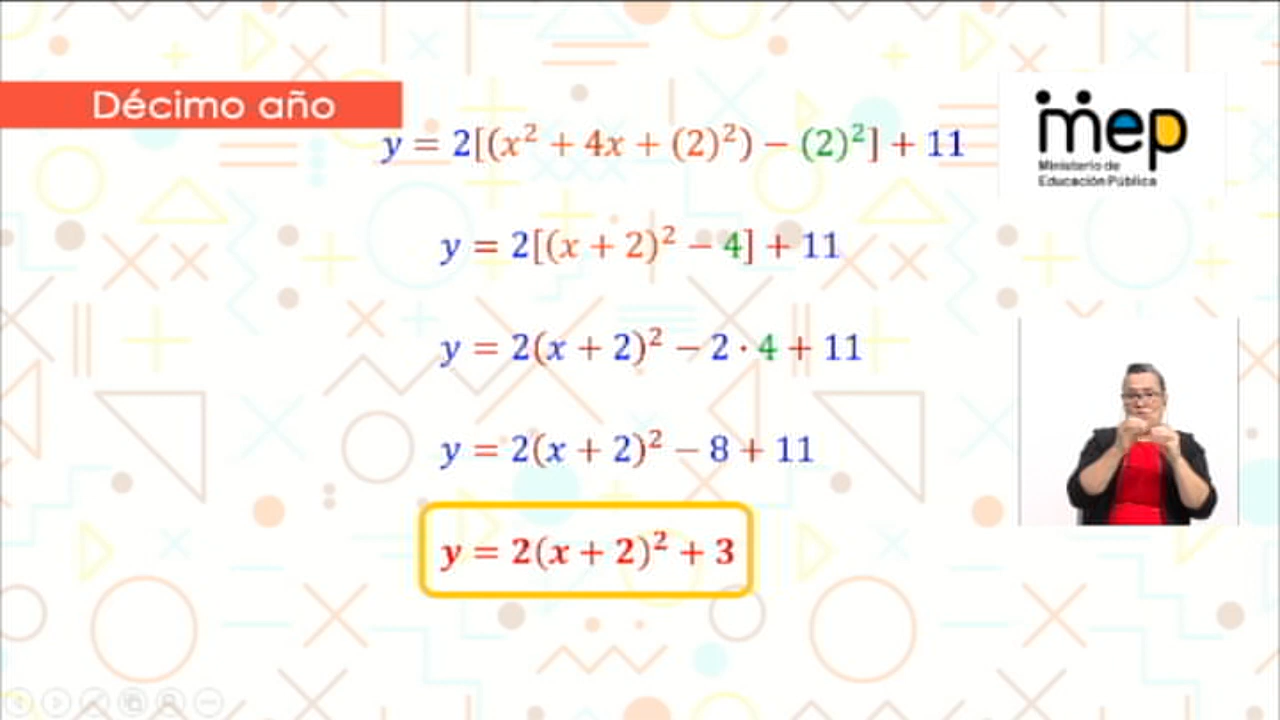 Décimo año
y = 2[(x² + 4x + (2)²) − (2)²] + 11
mep
Ministerio de
Educación Pública
y = 2[(x + 2)² − 4] + 11
y = 2(x + 2)² − 2 · 4 + 11
y = 2(x + 2)² − 8 + 11
y = 2(x + 2)² + 3